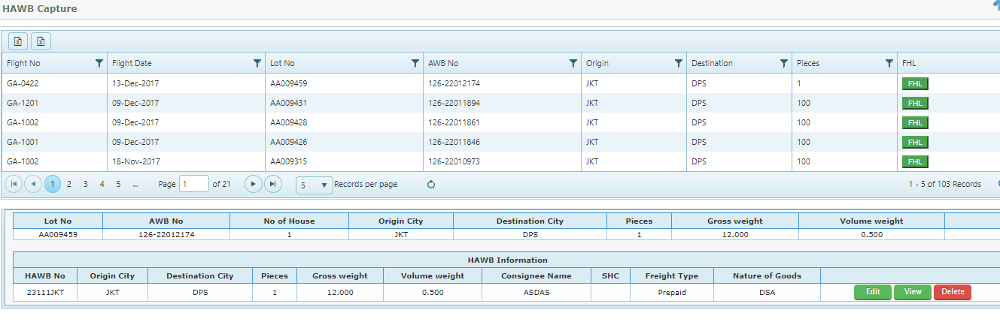 HAWB Capture
Flight No Flight Date Lot No AWB No Origin Destination Pieces FHL
GA-0422 13-Dec-2017 AA009459 126-22012174 JKT DPS 1 FHL
GA-1201 09-Dec-2017 AA009431 126-22011894 JKT DPS 100 FHL
GA-1002 09-Dec-2017 AA009428 126-22011861 JKT DPS 100 FHL
GA-1001 09-Dec-2017 AA009426 126-22011846 JKT DPS 100 FHL
GA-1002 18-Nov-2017 AA009315 126-22010973 JKT DPS 100 FHL
1 2 3 4 5 ... Page 1 of 21 5 Records per page 1 - 5 of 103 Records
Lot No AWB No No of House Origin City Destination City Pieces Gross weight Volume weight
AA009459 126-22012174 1 JKT DPS 1 12.000 0.500
HAWB Information
HAWB No Origin City Destination City Pieces Gross weight Volume weight Consignee Name SHC Freight Type Nature of Goods
23111JKT JKT DPS 1 12.000 0.500 ASDAS Prepaid DSA Edit View Delete